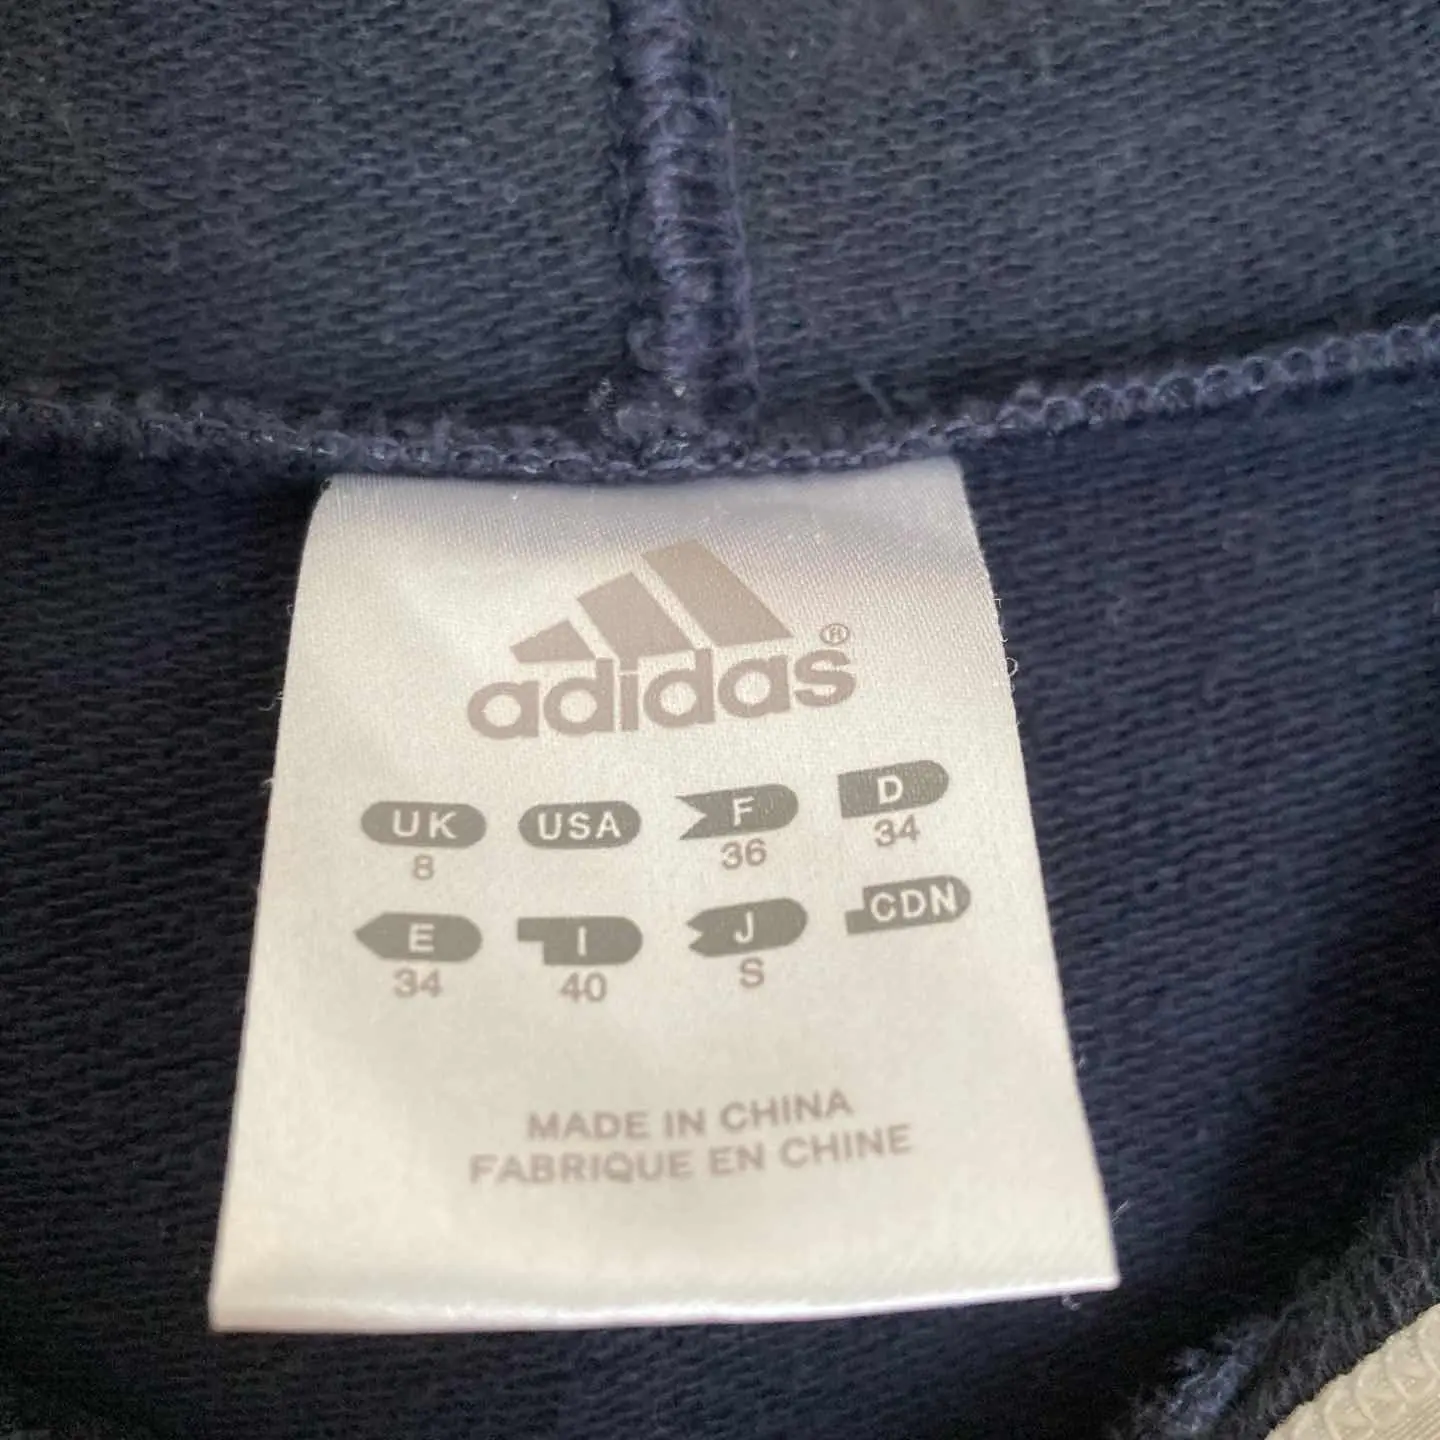 adidas®
UK USA F D
8 36 34
E I J CDN
34 40 S
MADE IN CHINA
FABRIQUE EN CHINE